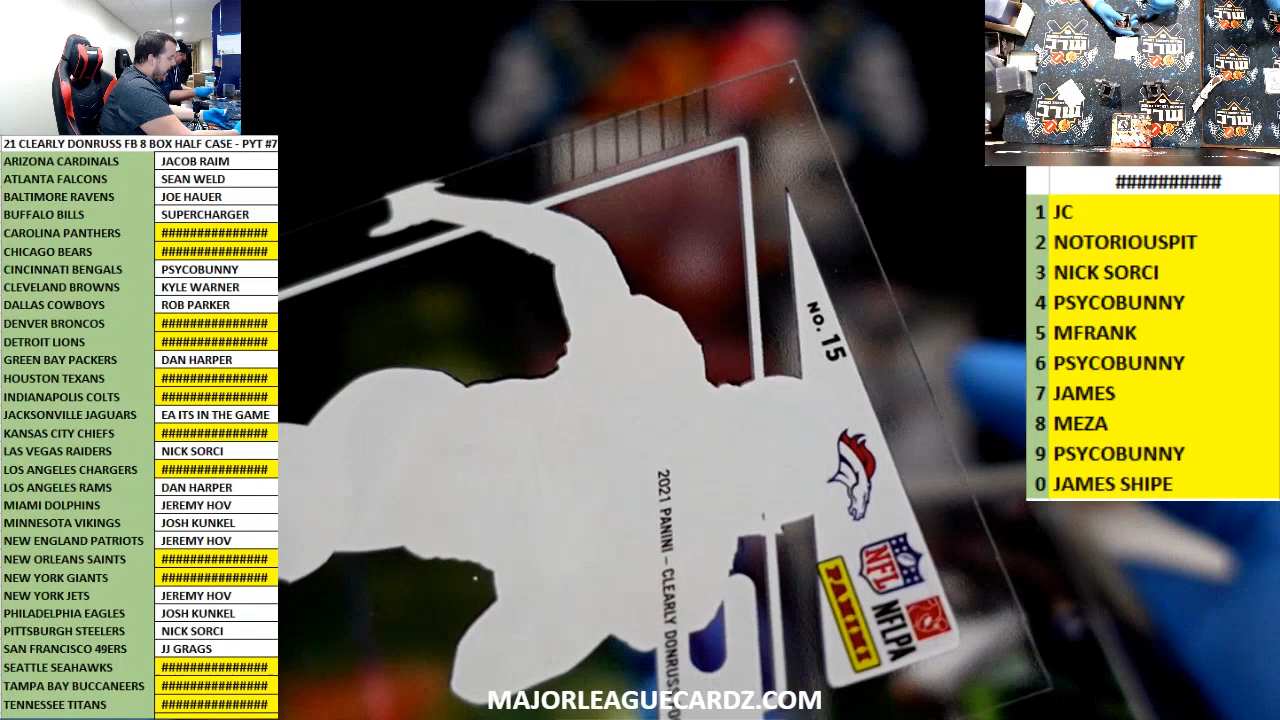 21 CLEARLY DONRUSS FB 8 BOX HALF CASE - PYT #7
ARIZONA CARDINALS JACOB RAIM
ATLANTA FALCONS SEAN WELD
BALTIMORE RAVENS JOE HAUER
BUFFALO BILLS SUPERCHARGER
CAROLINA PANTHERS ###############
CHICAGO BEARS ###############
CINCINNATI BENGALS PSYCOBUNNY
CLEVELAND BROWNS KYLE WARNER
DALLAS COWBOYS ROB PARKER
DENVER BRONCOS ###############
DETROIT LIONS ###############
GREEN BAY PACKERS DAN HARPER
HOUSTON TEXANS ###############
INDIANAPOLIS COLTS ###############
JACKSONVILLE JAGUARS EA ITS IN THE GAME
KANSAS CITY CHIEFS ###############
LAS VEGAS RAIDERS NICK SORCI
LOS ANGELES CHARGERS ###############
LOS ANGELES RAMS DAN HARPER
MIAMI DOLPHINS JEREMY HOV
MINNESOTA VIKINGS JOSH KUNKEL
NEW ENGLAND PATRIOTS JEREMY HOV
NEW ORLEANS SAINTS ###############
NEW YORK GIANTS ###############
NEW YORK JETS JEREMY HOV
PHILADELPHIA EAGLES JOSH KUNKEL
PITTSBURGH STEELERS NICK SORCI
SAN FRANCISCO 49ERS JJ GRAGS
SEATTLE SEAHAWKS ###############
TAMPA BAY BUCCANEERS ###############
TENNESSEE TITANS ###############
NO. 15
NFL
NFLPA
PANINI
2021 PANINI – CLEARLY DONRUSS
MAJORLEAGUECARDZ.COM
##########
1 JC
2 NOTORIOUSPIT
3 NICK SORCI
4 PSYCOBUNNY
5 MFRANK
6 PSYCOBUNNY
7 JAMES
8 MEZA
9 PSYCOBUNNY
0 JAMES SHIPE